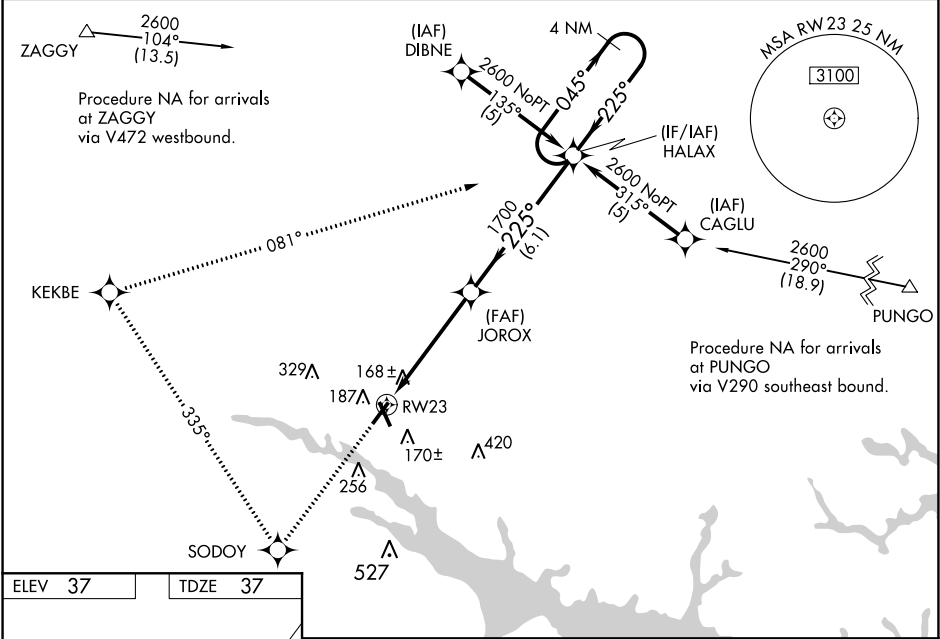 ZAGGY
2600
104°
(13.5)
Procedure NA for arrivals
at ZAGGY
via V472 westbound.
(IAF)
DIBNE
2600 NoPT
135°
(5)
4 NM
045°
225°
(IF/IAF)
HALAX
MSA RW23 25 NM
3100
2600 NoPT
315°
(5)
(IAF)
CAGLU
2600
290°
(18.9)
PUNGO
Procedure NA for arrivals
at PUNGO
via V290 southeast bound.
1700
225°
(6.1)
081°
KEKBE
(FAF)
JOROX
329
168±
187
RW23
170±
420
256
335°
SODOY
527
ELEV 37
TDZE 37